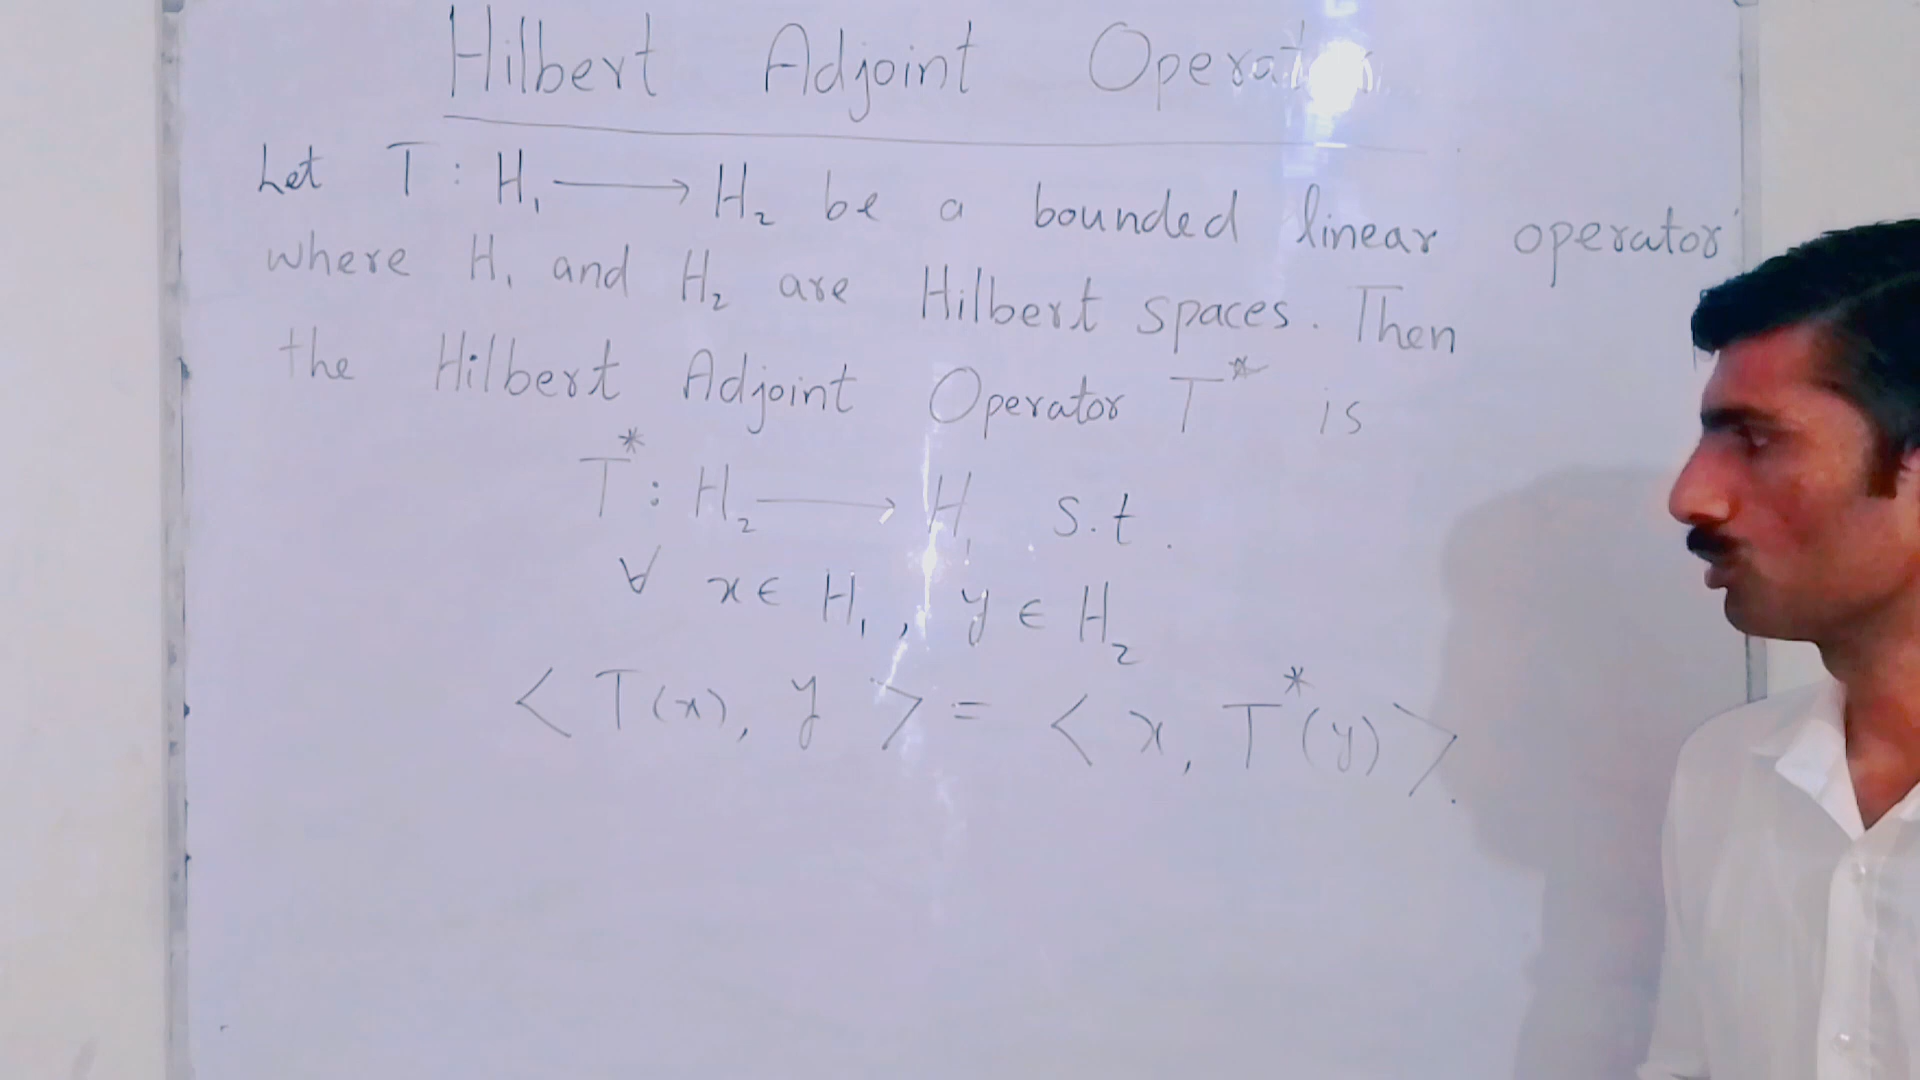 Hilbert Adjoint Operator
Let T : H₁ ⟶ H₂ be a bounded linear operator
where H₁ and H₂ are Hilbert spaces. Then
the Hilbert Adjoint Operator T* is
T* : H₂ ⟶ H₁ s.t.
∀ x ∈ H₁, y ∈ H₂
< T(x), y > = < x, T*(y) >.